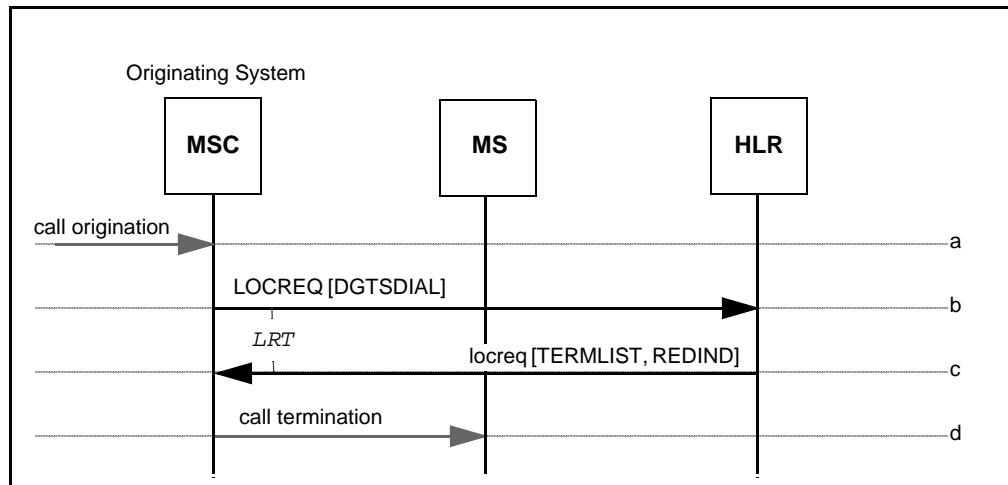 Originating System
MSC
MS
HLR
call origination
a
LOCREQ [DGTSDIAL]
b
LRT
locreq [TERMLIST, REDIND]
c
call termination
d